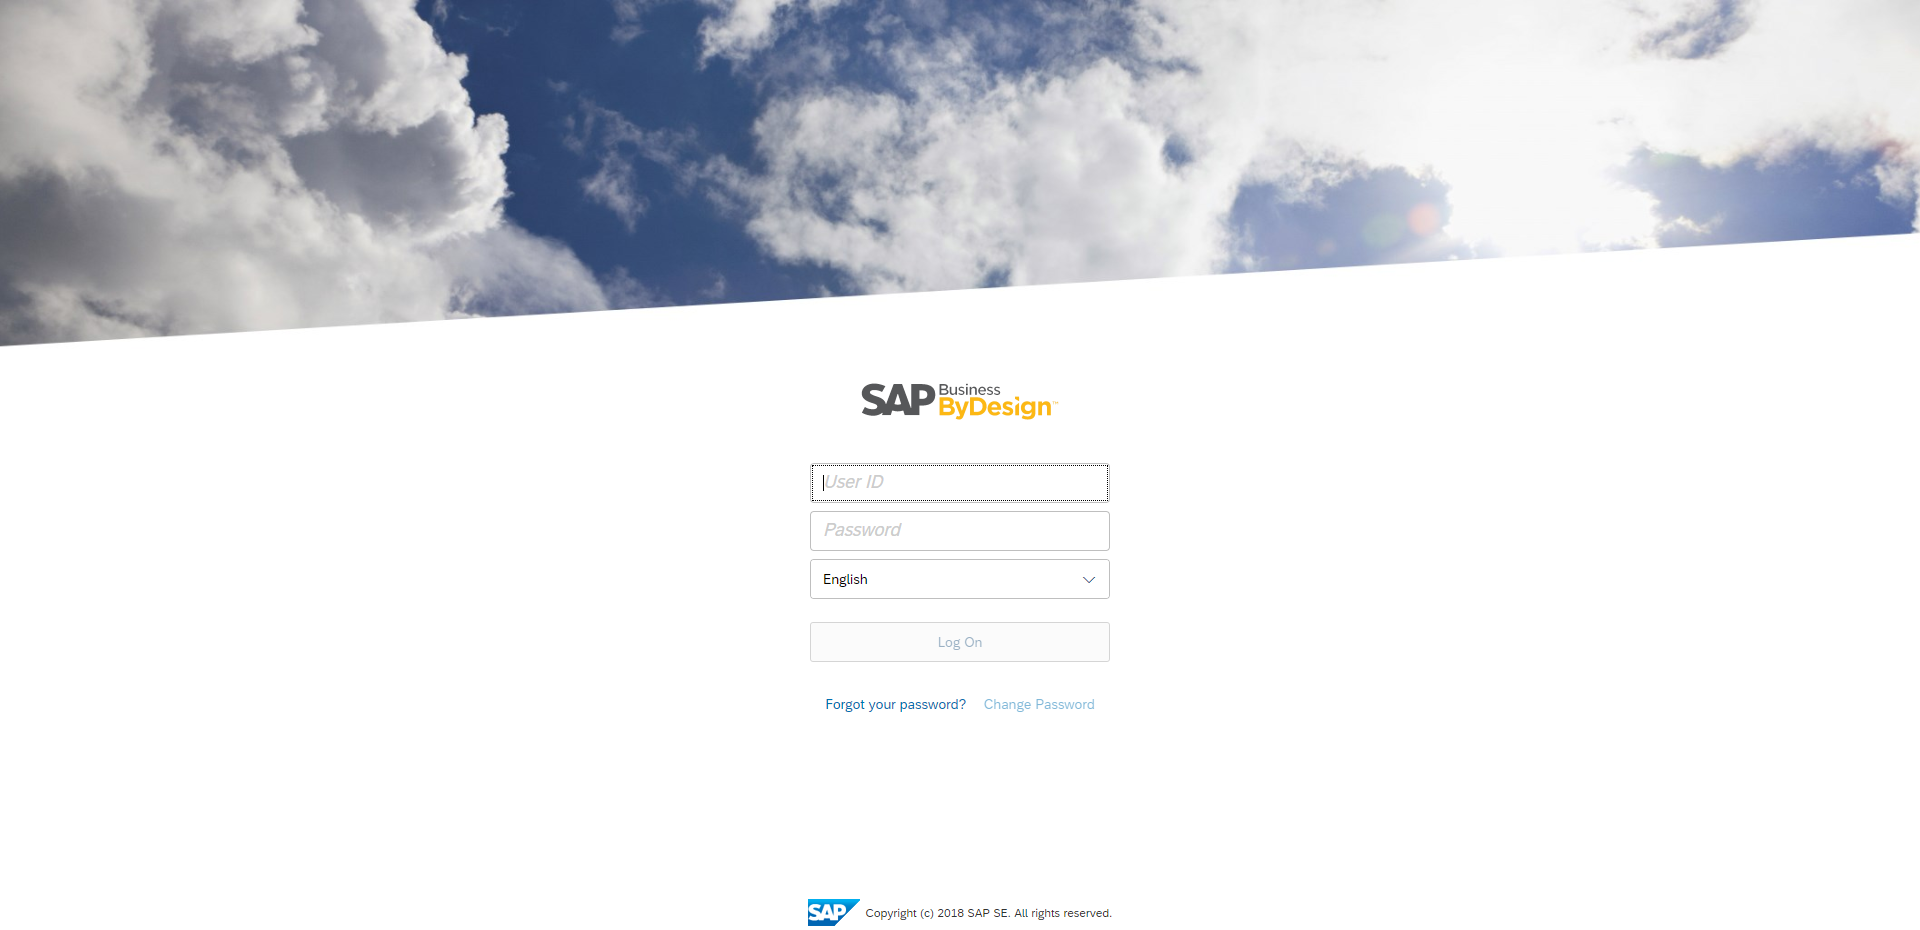 SAP Business
ByDesign™
User ID
Password
English
Log On
Forgot your password? Change Password
SAP Copyright (c) 2018 SAP SE. All rights reserved.